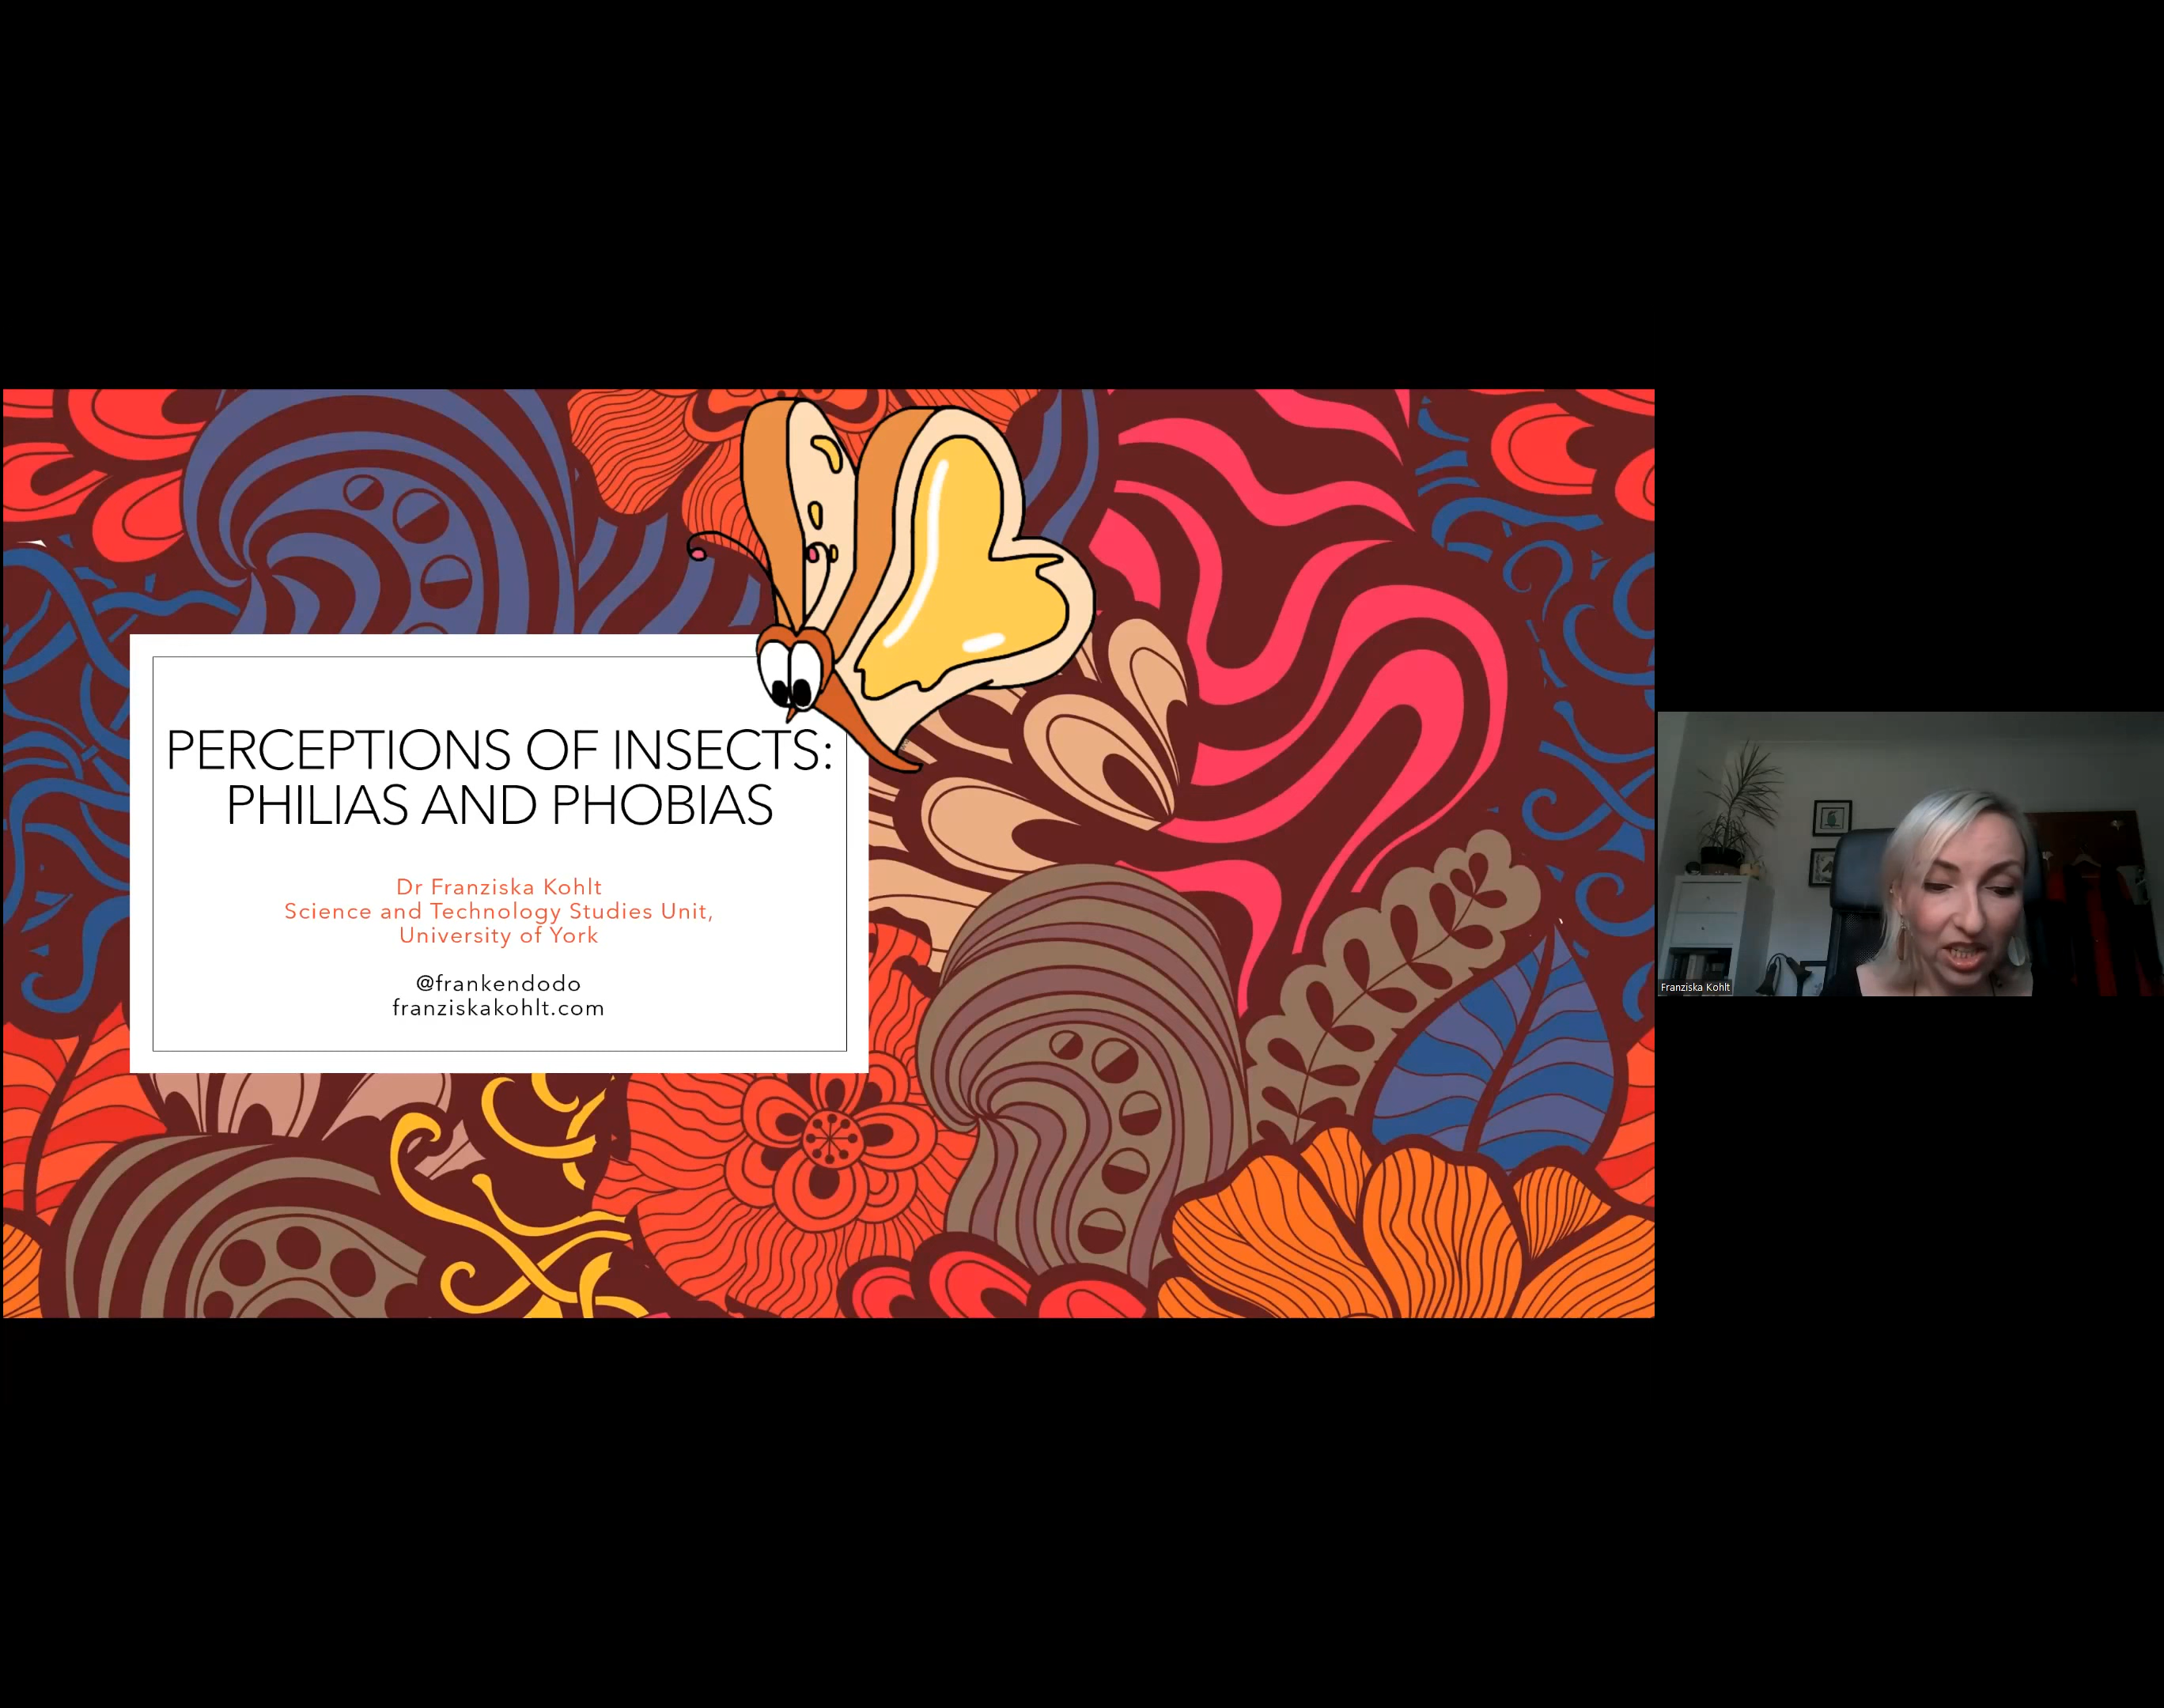 PERCEPTIONS OF INSECTS:
PHILIAS AND PHOBIAS
Dr Franziska Kohlt
Science and Technology Studies Unit,
University of York
@frankendodo
franziskakohlt.com
Franziska Kohlt